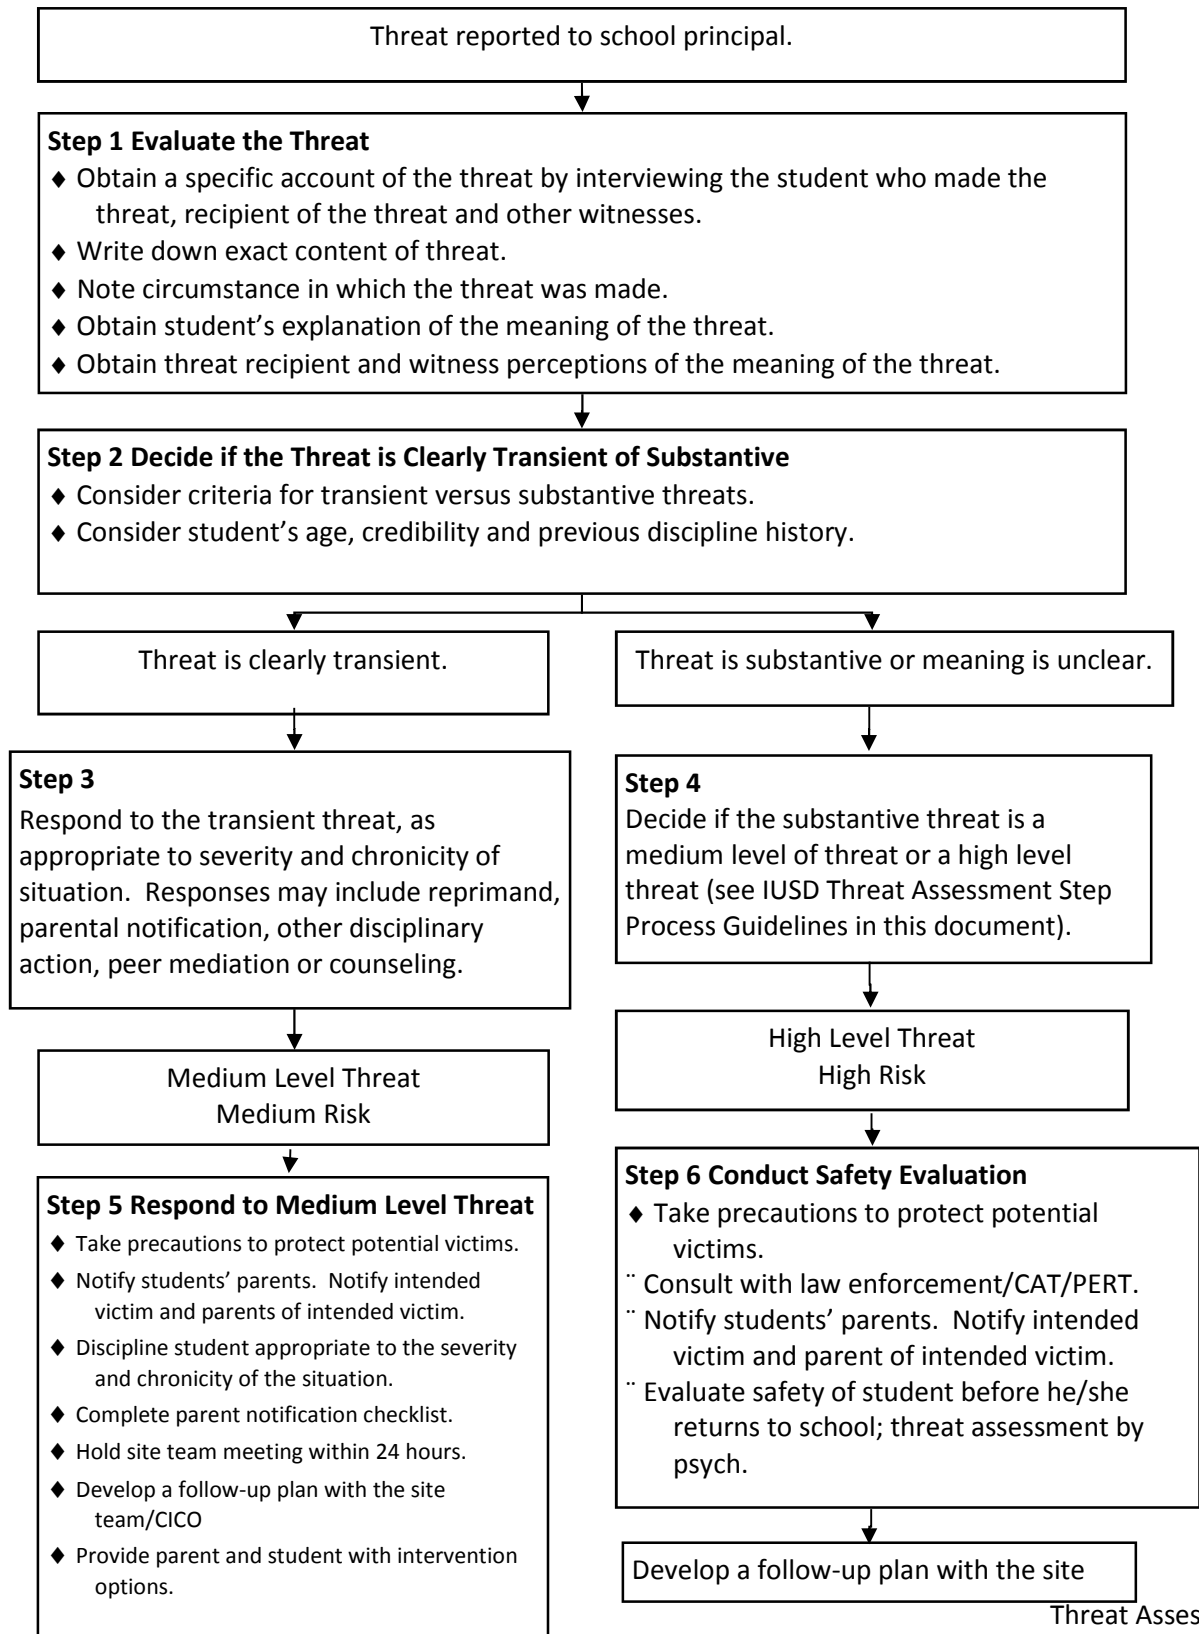 Threat reported to school principal.
Step 1 Evaluate the Threat
♦ Obtain a specific account of the threat by interviewing the student who made the
threat, recipient of the threat and other witnesses.
♦ Write down exact content of threat.
♦ Note circumstance in which the threat was made.
♦ Obtain student’s explanation of the meaning of the threat.
♦ Obtain threat recipient and witness perceptions of the meaning of the threat.
Step 2 Decide if the Threat is Clearly Transient of Substantive
♦ Consider criteria for transient versus substantive threats.
♦ Consider student’s age, credibility and previous discipline history.
Threat is clearly transient.
Threat is substantive or meaning is unclear.
Step 3
Respond to the transient threat, as
appropriate to severity and chronicity of
situation.  Responses may include reprimand,
parental notification, other disciplinary
action, peer mediation or counseling.
Step 4
Decide if the substantive threat is a
medium level of threat or a high level
threat (see IUSD Threat Assessment Step
Process Guidelines in this document).
Medium Level Threat
Medium Risk
High Level Threat
High Risk
Step 5 Respond to Medium Level Threat
♦ Take precautions to protect potential victims.
♦ Notify students’ parents.  Notify intended
victim and parents of intended victim.
♦ Discipline student appropriate to the severity
and chronicity of the situation.
♦ Complete parent notification checklist.
♦ Hold site team meeting within 24 hours.
♦ Develop a follow-up plan with the site
team/CICO
♦ Provide parent and student with intervention
options.
Step 6 Conduct Safety Evaluation
♦ Take precautions to protect potential
victims.
¨ Consult with law enforcement/CAT/PERT.
¨ Notify students’ parents.  Notify intended
victim and parent of intended victim.
¨ Evaluate safety of student before he/she
returns to school; threat assessment by
psych.
Develop a follow-up plan with the site
Threat Asses